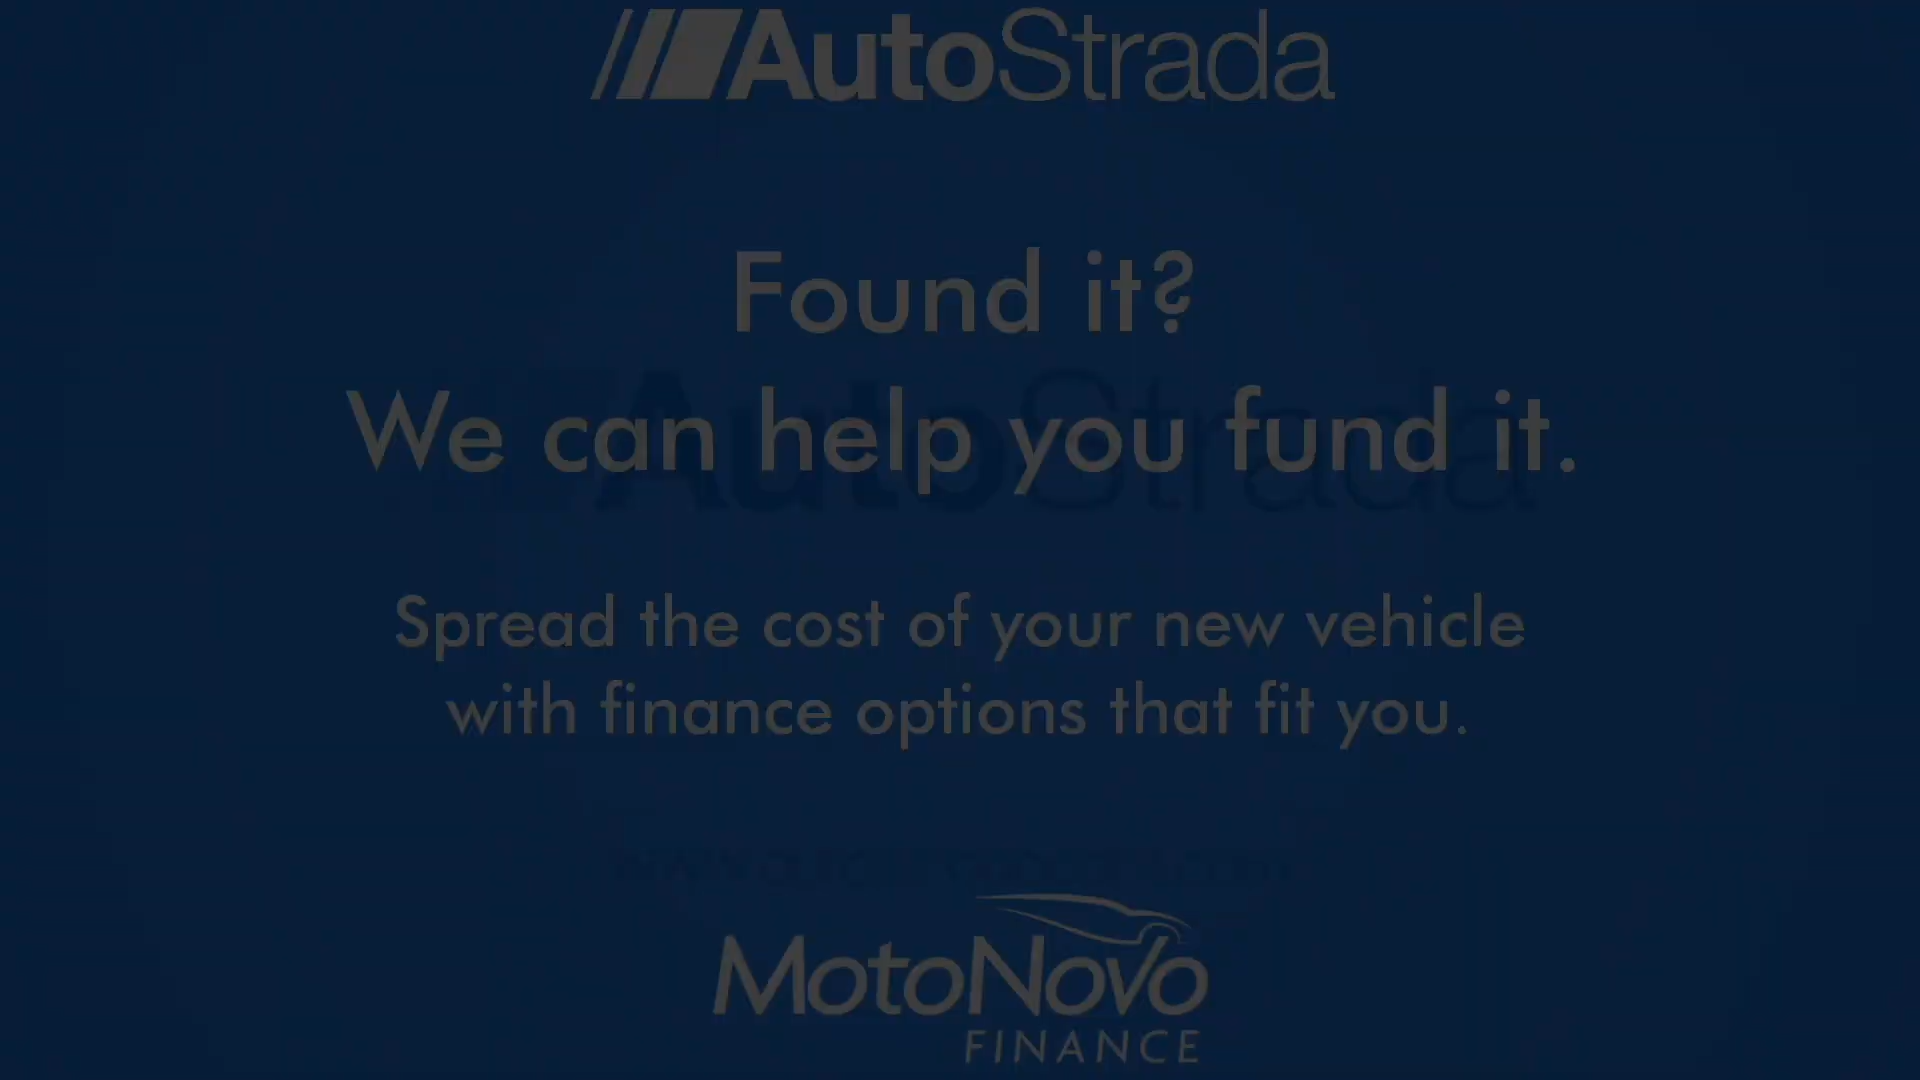 AutoStrada
Found it?
We can help you fund it.
AutoStrada
Spread the cost of your new vehicle
with finance options that fit you.
MotoNovo
FINANCE